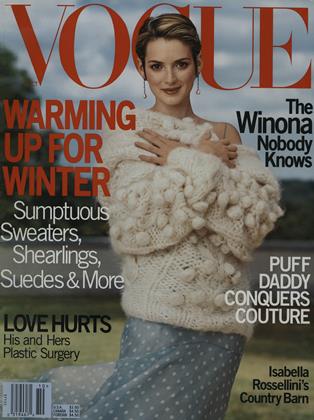 VOGUE
WARMING
UP FOR
WINTER
Sumptuous
Sweaters,
Shearlings,
Suedes & More
LOVE HURTS
His and Hers
Plastic Surgery
The
Winona
Nobody
Knows
PUFF
DADDY
CONQUERS
COUTURE
Isabella
Rossellini's
Country Barn